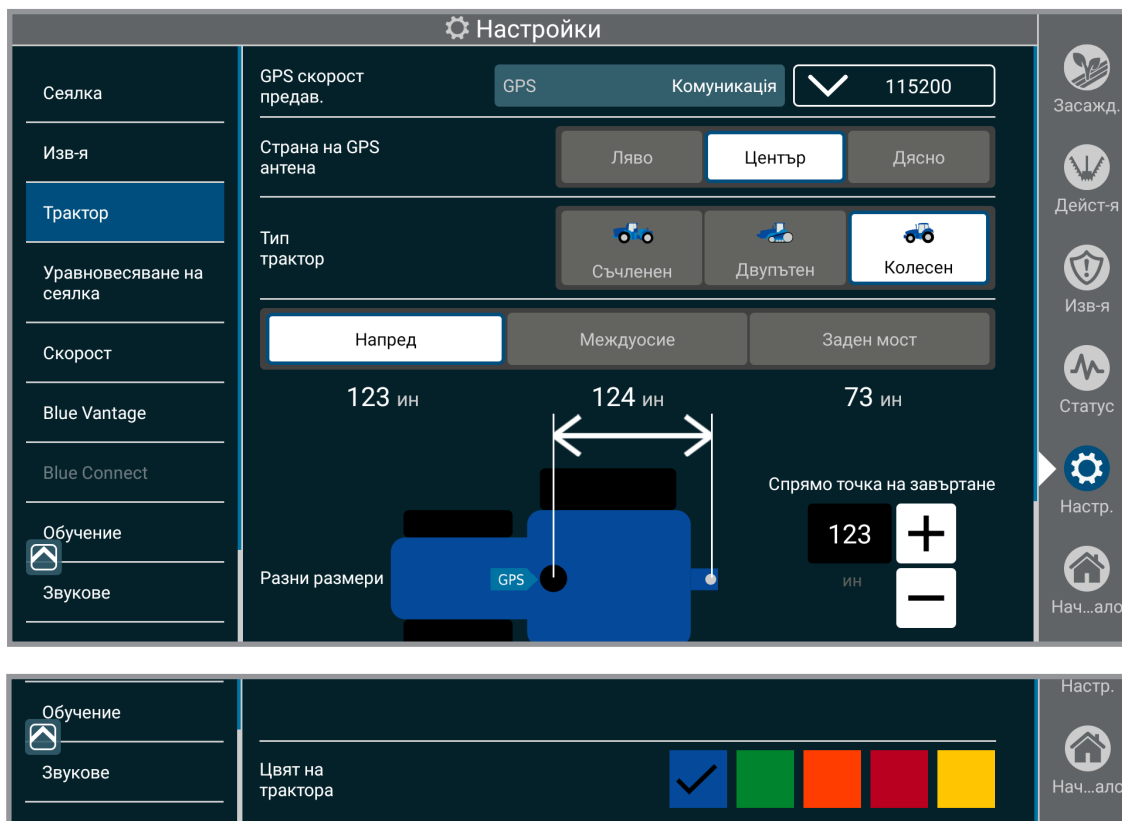 Настройки
Сеялка
Изв-я
Трактор
Уравновесяване на
сеялка
Скорост
Blue Vantage
Blue Connect
Обучение
Звукове
GPS скорост
предав.
GPS
Комуникація
115200
Страна на GPS
антена
Ляво
Център
Дясно
Тип
трактор
Съчленен
Двупътен
Колесен
Напред
Междуосие
Заден мост
123 ин
124 ин
73 ин
Спрямо точка на завъртане
123
ин
Разни размери
GPS
Засажд.
Дейст-я
Изв-я
Статус
Настр.
Нач...ало
Обучение
Звукове
Цвят на
трактора
Настр.
Нач...ало